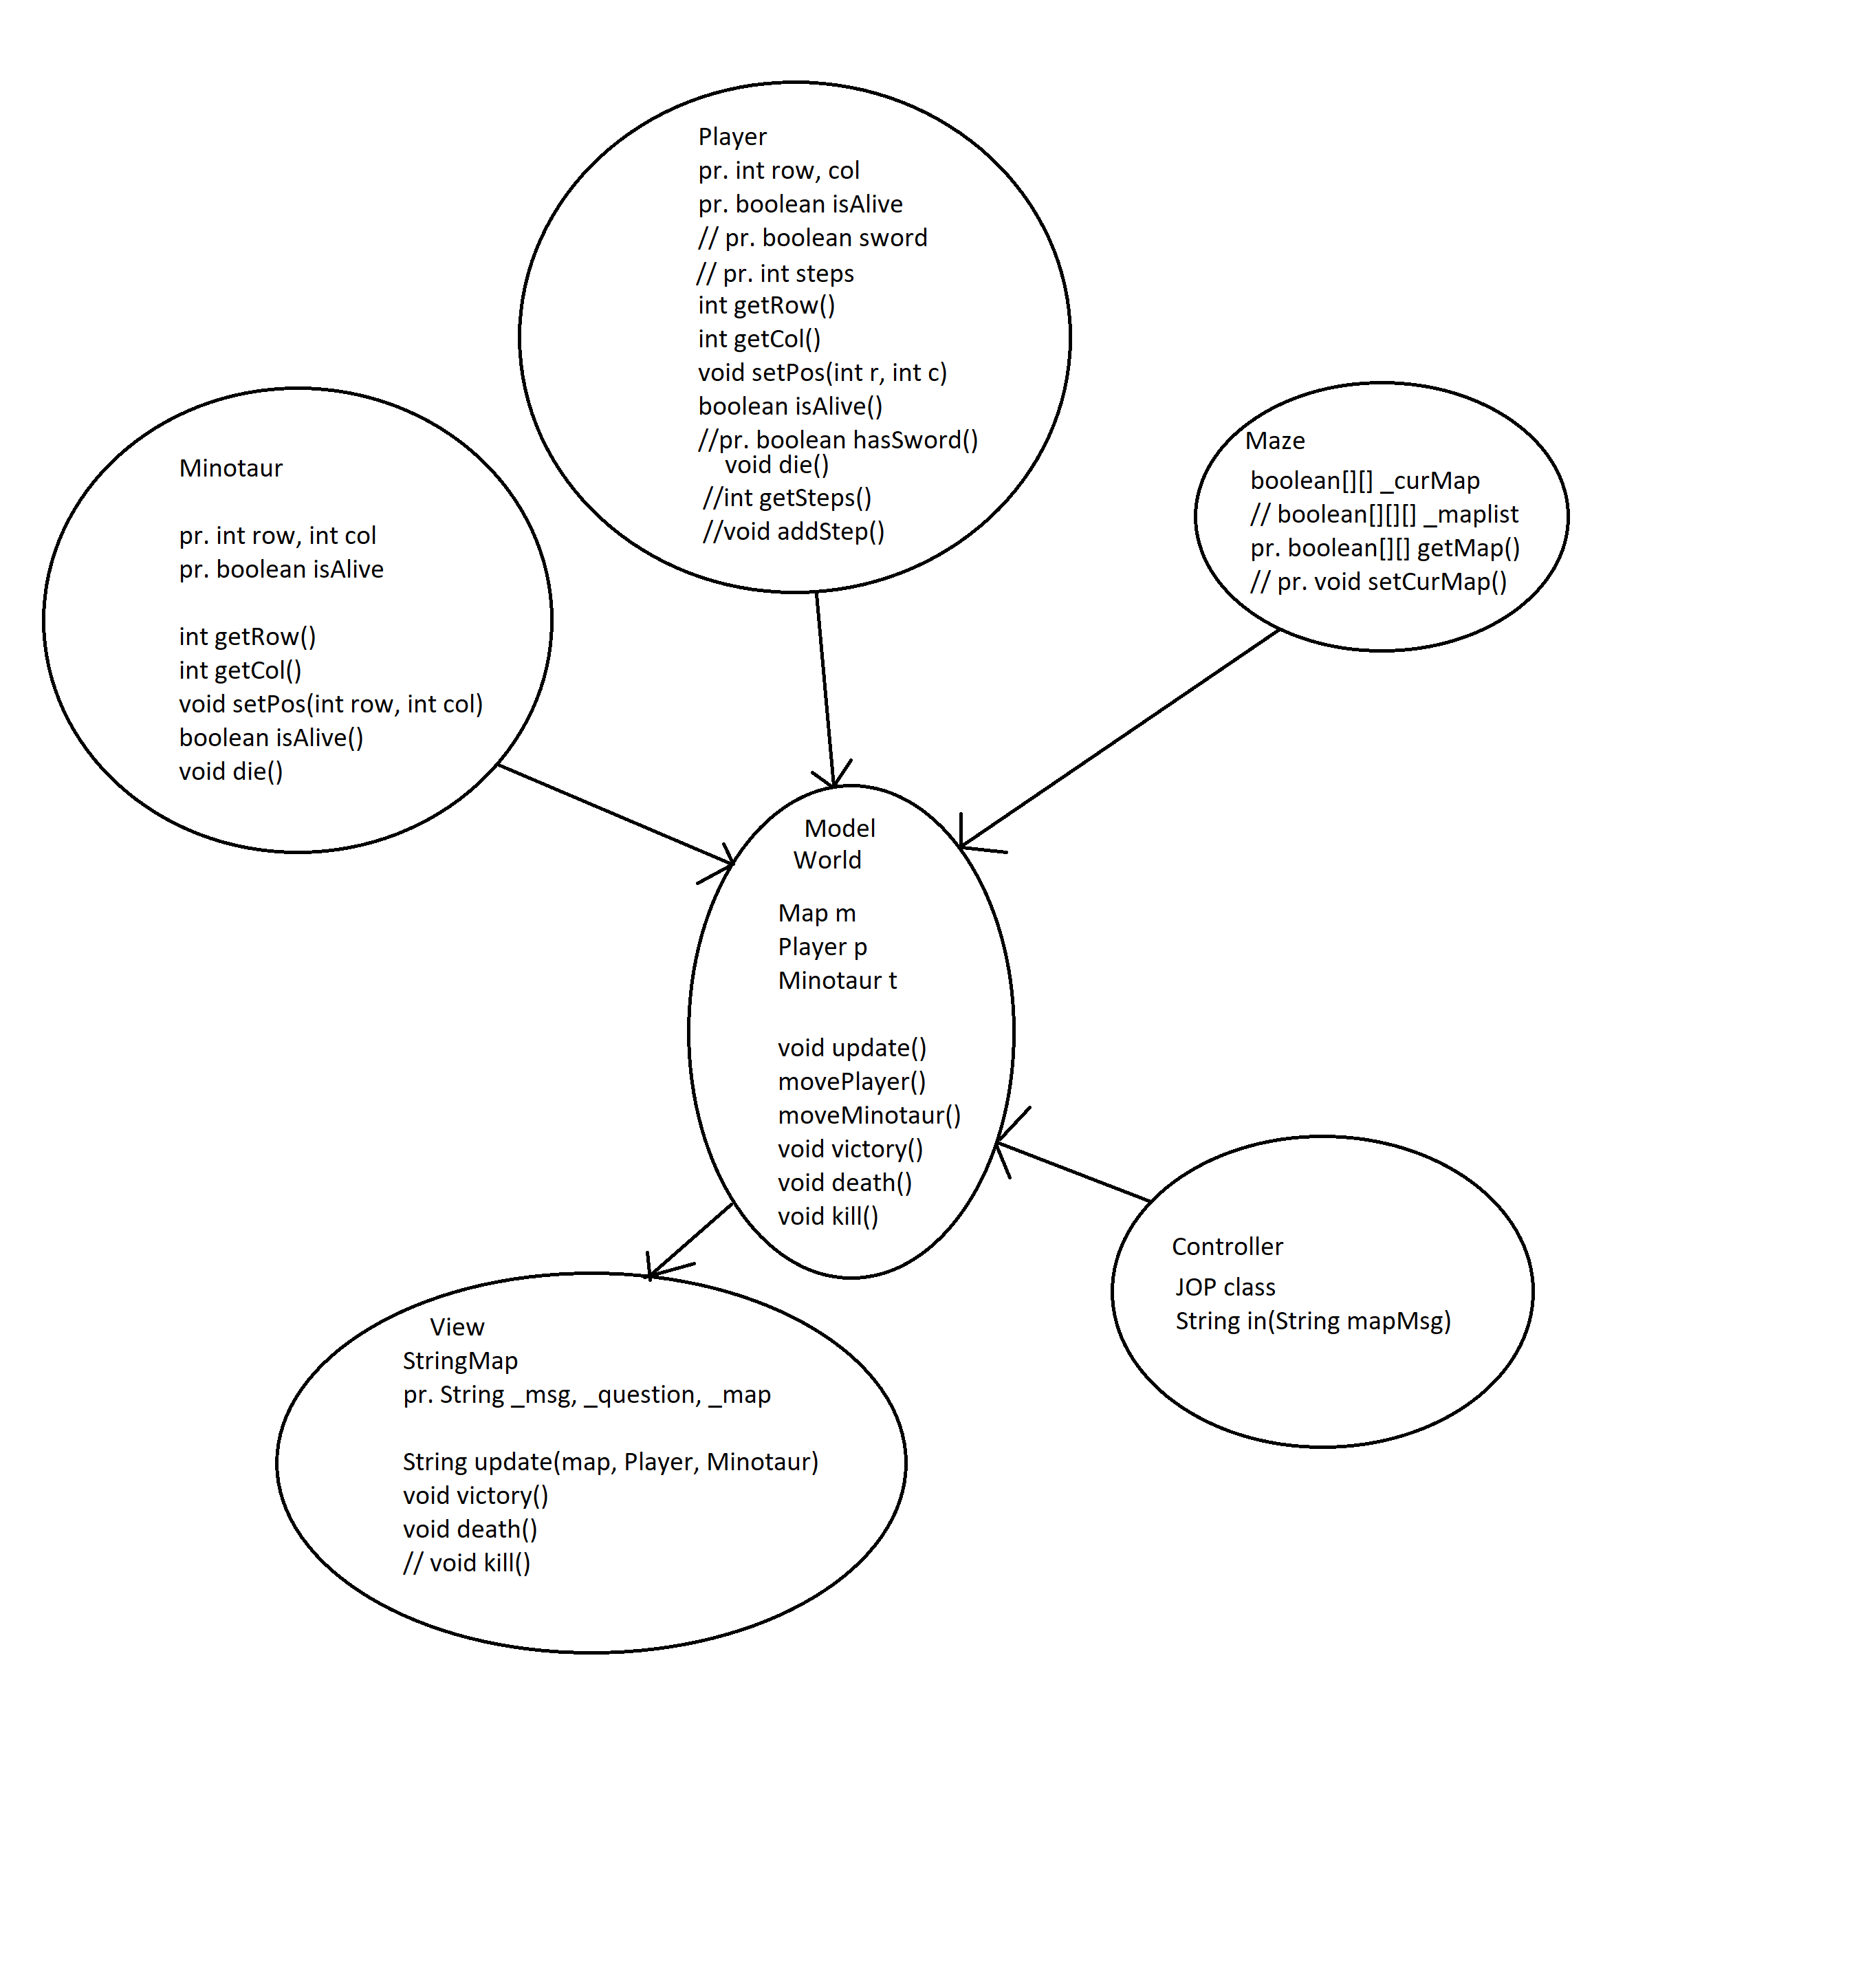 Player
pr. int row, col
pr. boolean isAlive
// pr. boolean sword
// pr. int steps
int getRow()
int getCol()
void setPos(int r, int c)
boolean isAlive()
//pr. boolean hasSword()
void die()
//int getSteps()
//void addStep()
Minotaur
pr. int row, int col
pr. boolean isAlive
int getRow()
int getCol()
void setPos(int row, int col)
boolean isAlive()
void die()
Maze
boolean[][] _curMap
// boolean[][][] _maplist
pr. boolean[][] getMap()
// pr. void setCurMap()
Model
World
Map m
Player p
Minotaur t
void update()
movePlayer()
moveMinotaur()
void victory()
void death()
void kill()
Controller
JOP class
String in(String mapMsg)
View
StringMap
pr. String _msg, _question, _map
String update(map, Player, Minotaur)
void victory()
void death()
// void kill()